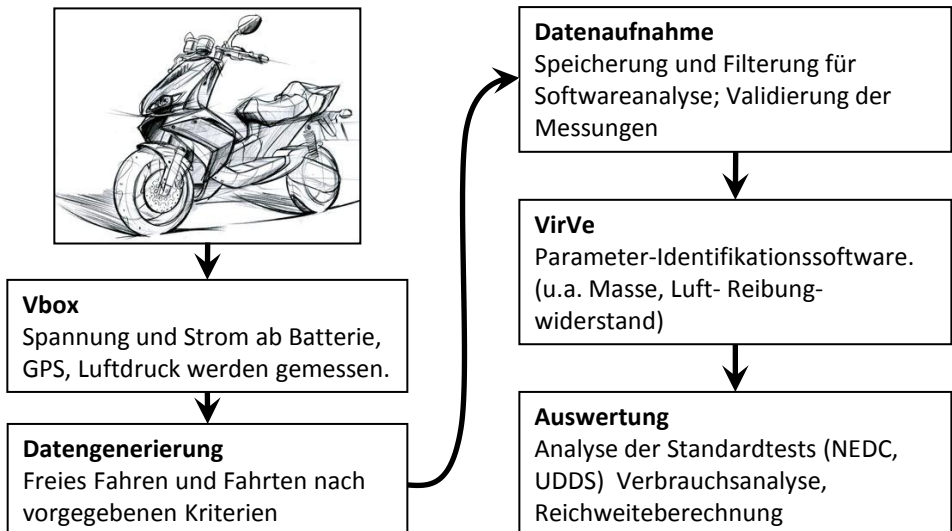 Vbox
Spannung und Strom ab Batterie,
GPS, Luftdruck werden gemessen.
Datengenerierung
Freies Fahren und Fahrten nach
vorgegebenen Kriterien
Datenaufnahme
Speicherung und Filterung für
Softwareanalyse; Validierung der
Messungen
VirVe
Parameter-Identifikationssoftware.
(u.a. Masse, Luft- Reibung-
widerstand)
Auswertung
Analyse der Standardtests (NEDC,
UDDS)  Verbrauchsanalyse,
Reichweiteberechnung